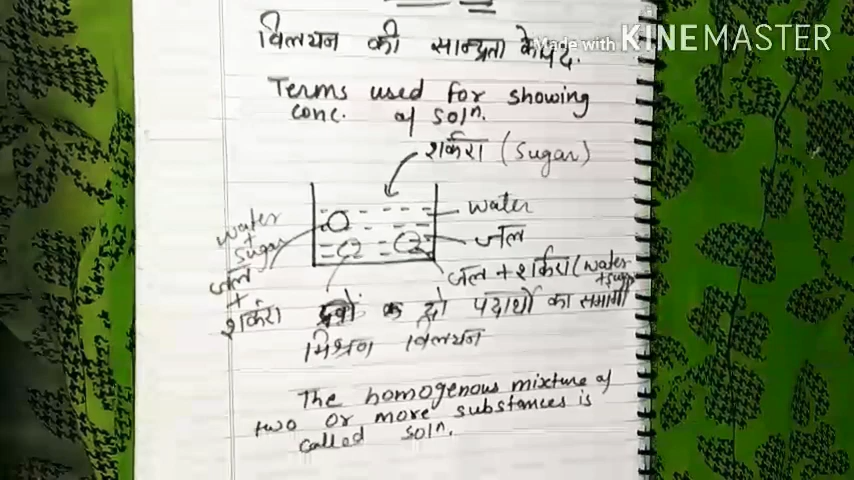 Made with KINEMASTER
विलयन की सान्द्रता के पद.
Terms used for showing
conc. of soln.
शर्करा (Sugar)
water
जल
water
+
sugar
जल
+
शर्करा
जल + शर्करा (water
+ sugar
दो पदार्थो का समांगी
मिश्रण विलयन
The homogenous mixture of
two or more substances is
called soln.